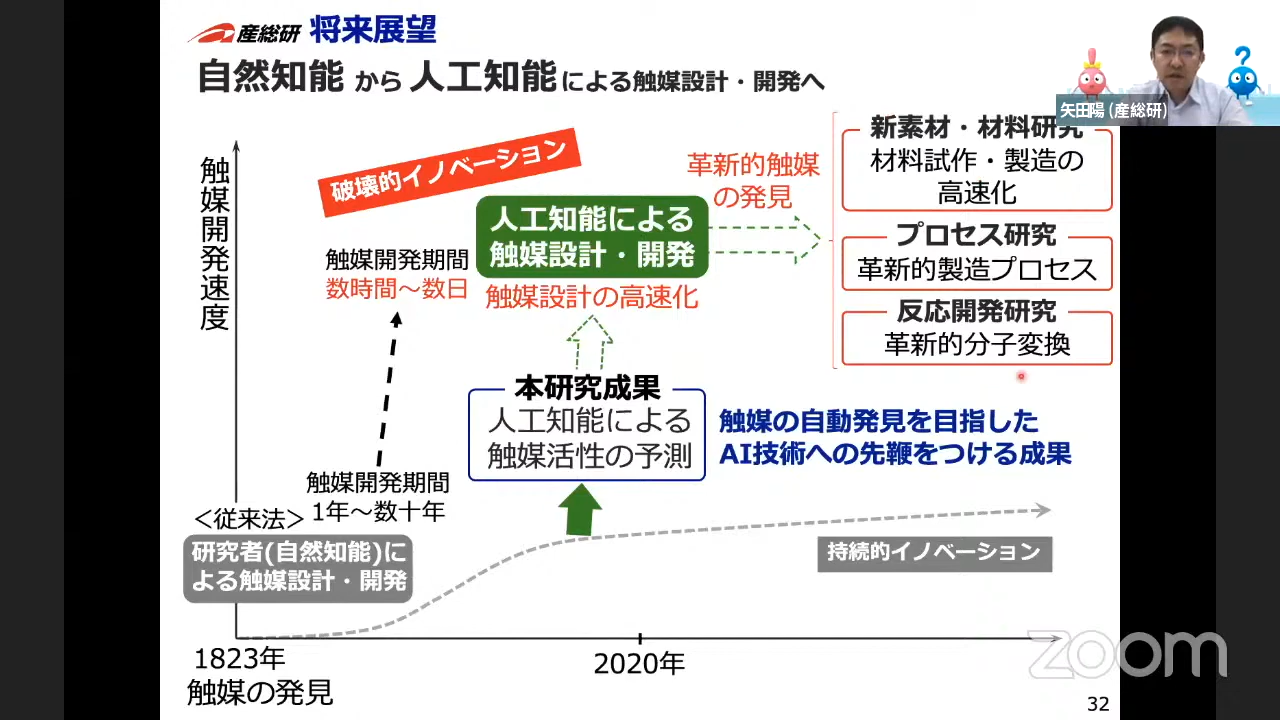 産総研 将来展望
自然知能 から 人工知能 による触媒設計・開発へ
矢田陽 (産総研)
触媒開発速度
破壊的イノベーション
触媒開発期間
数時間～数日
人工知能による
触媒設計・開発
触媒設計の高速化
革新的触媒
の発見
新素材・材料研究
材料試作・製造の
高速化
プロセス研究
革新的製造プロセス
反応開発研究
革新的分子変換
本研究成果
人工知能による
触媒活性の予測
触媒の自動発見を目指した
AI技術への先鞭をつける成果
触媒開発期間
1年～数十年
＜従来法＞
研究者(自然知能)に
よる触媒設計・開発
持続的イノベーション
1823年
触媒の発見
2020年
zoom
32